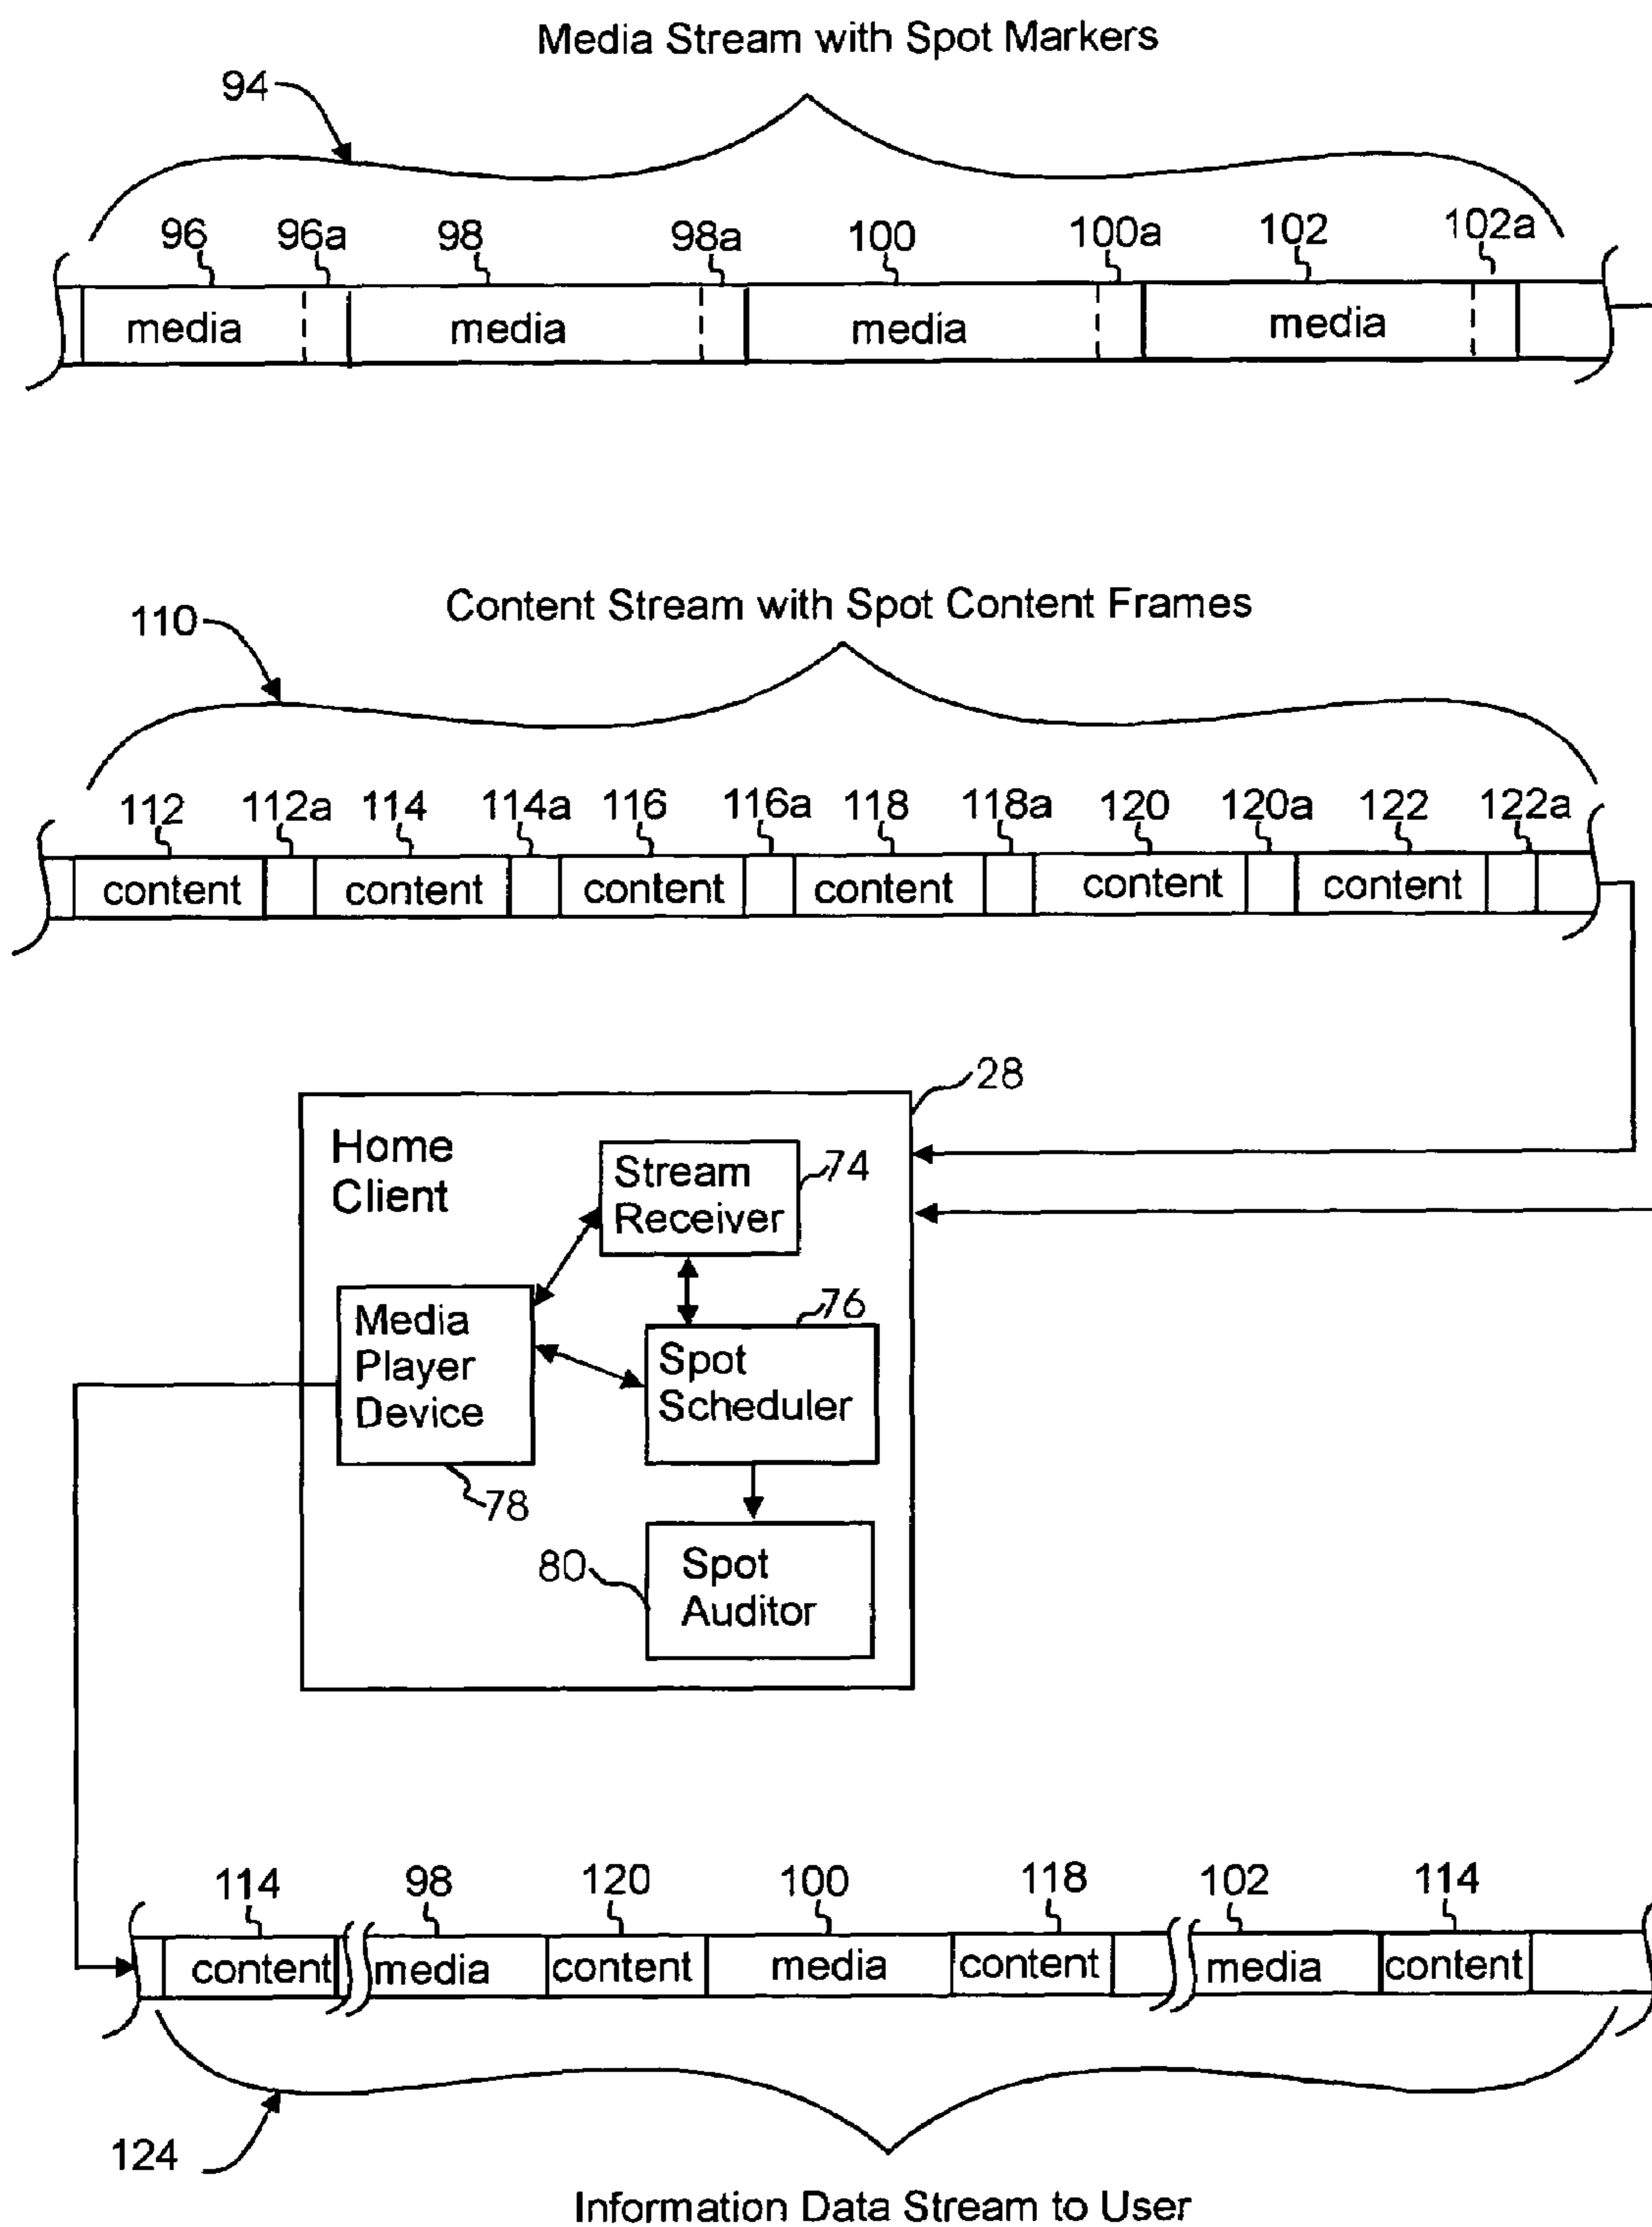 Media Stream with Spot Markers
94
96 96a 98 98a 100 100a 102 102a
media media media media
Content Stream with Spot Content Frames
110
112 112a 114 114a 116 116a 118 118a 120 120a 122 122a
content content content content content content
28
Home
Client
Stream
Receiver
74
Media
Player
Device
78
76
Spot
Scheduler
80
Spot
Auditor
114 98 120 100 118 102 114
content media content media content media content
124
Information Data Stream to User